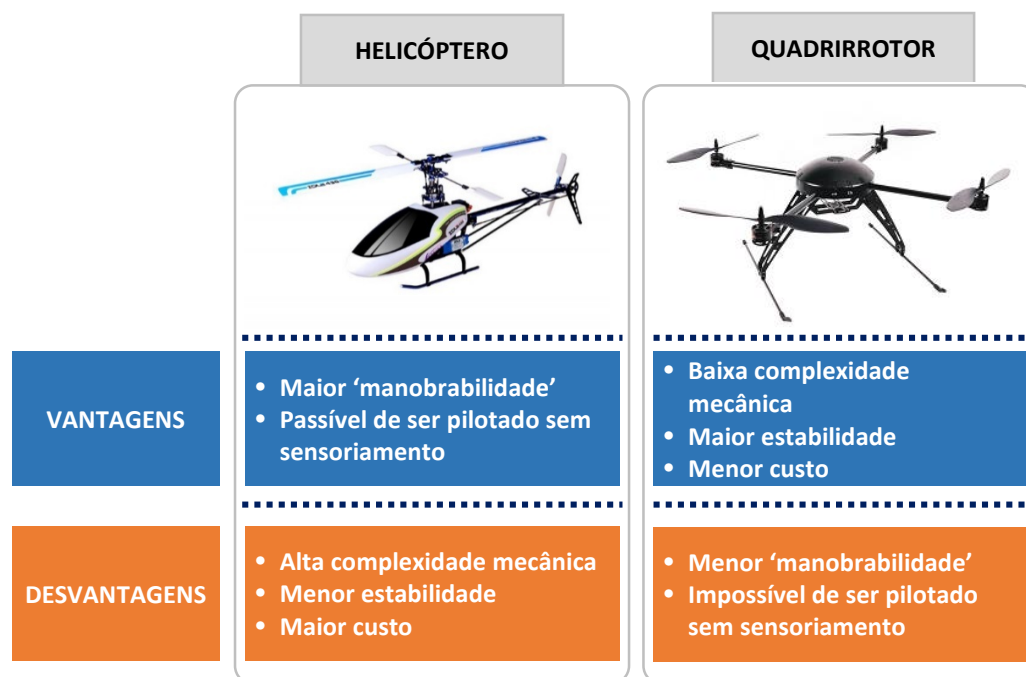 HELICÓPTERO
QUADRIRROTOR
VANTAGENS
• Maior ‘manobrabilidade’
• Passível de ser pilotado sem
sensoriamento
• Baixa complexidade
mecânica
• Maior estabilidade
• Menor custo
DESVANTAGENS
• Alta complexidade mecânica
• Menor estabilidade
• Maior custo
• Menor ‘manobrabilidade’
• Impossível de ser pilotado
sem sensoriamento